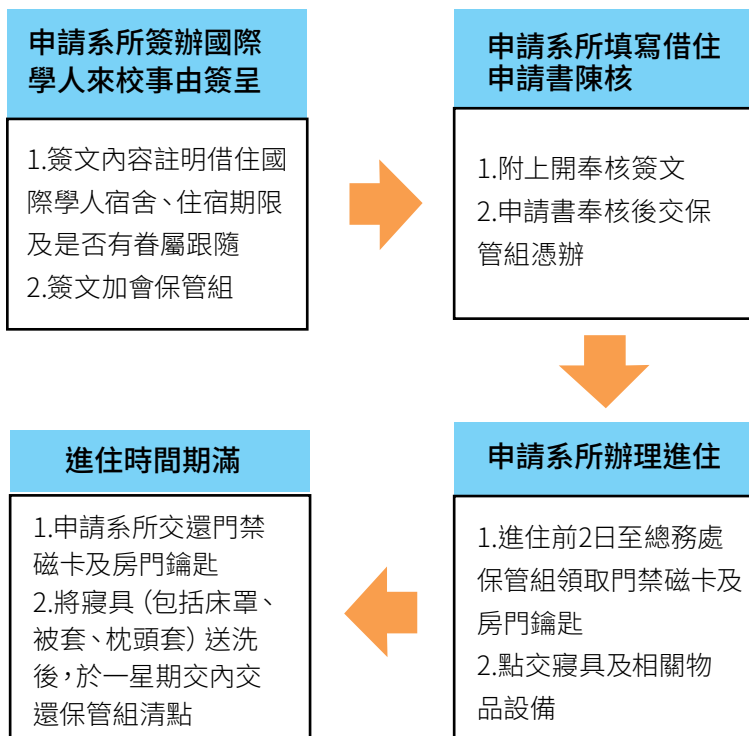 申請系所簽辦國際
學人來校事由簽呈
1.簽文內容註明借住國
際學人宿舍、住宿期限
及是否有眷屬跟隨
2.簽文加會保管組
申請系所填寫借住
申請書陳核
1.附上開奉核簽文
2.申請書奉核後交保
管組憑辦
申請系所辦理進住
1.進住前2日至總務處
保管組領取門禁磁卡及
房門鑰匙
2.點交寢具及相關物
品設備
進住時間期滿
1.申請系所交還門禁
磁卡及房門鑰匙
2.將寢具（包括床罩、
被套、枕頭套）送洗
後，於一星期交內交
還保管組清點